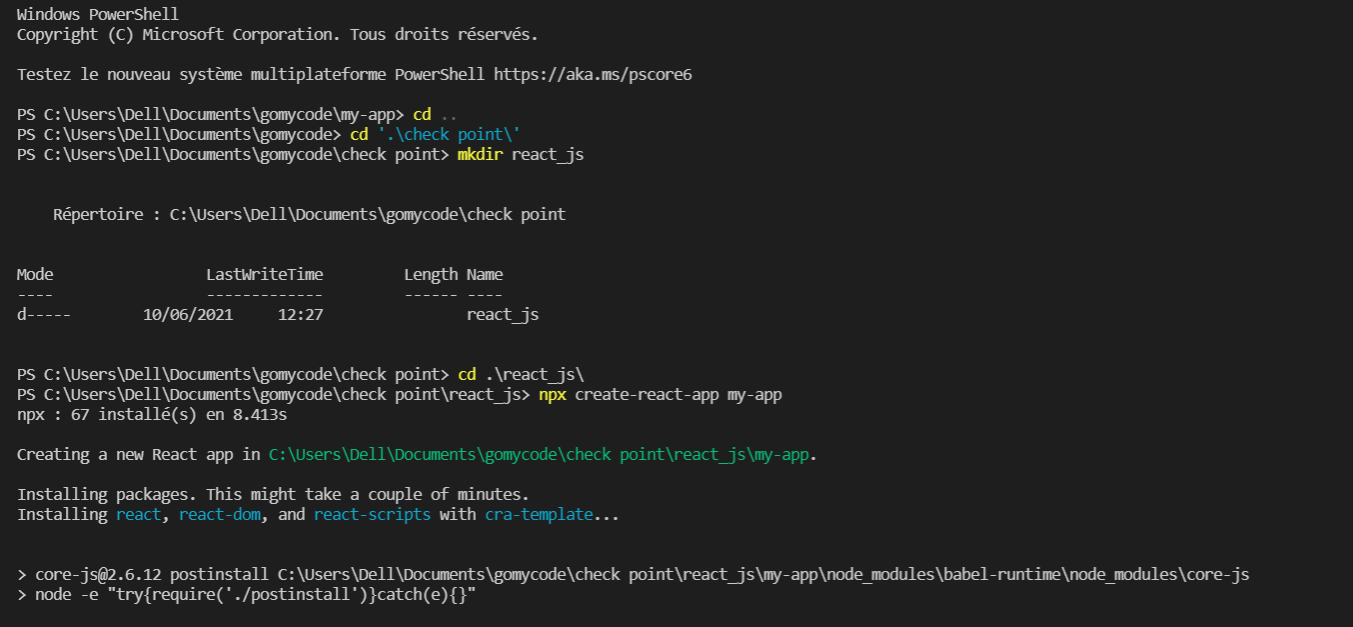 Windows PowerShell
Copyright (C) Microsoft Corporation. Tous droits réservés.
Testez le nouveau système multiplateforme PowerShell https://aka.ms/pscore6
PS C:\Users\Dell\Documents\gomycode\my-app> cd ..
PS C:\Users\Dell\Documents\gomycode> cd '.\check point\'
PS C:\Users\Dell\Documents\gomycode\check point> mkdir react_js
Répertoire : C:\Users\Dell\Documents\gomycode\check point
Mode LastWriteTime Length Name
---- ------------- ------ ----
d----- 10/06/2021 12:27 react_js
PS C:\Users\Dell\Documents\gomycode\check point> cd .\react_js\
PS C:\Users\Dell\Documents\gomycode\check point\react_js> npx create-react-app my-app
npx : 67 installé(s) en 8.413s
Creating a new React app in C:\Users\Dell\Documents\gomycode\check point\react_js\my-app.
Installing packages. This might take a couple of minutes.
Installing react, react-dom, and react-scripts with cra-template...
> core-js@2.6.12 postinstall C:\Users\Dell\Documents\gomycode\check point\react_js\my-app\node_modules\babel-runtime\node_modules\core-js
> node -e "try{require('./postinstall')}catch(e){}"